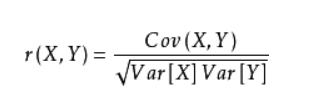 r(X,Y) = Cov(X,Y) / √(Var[X] Var[Y])